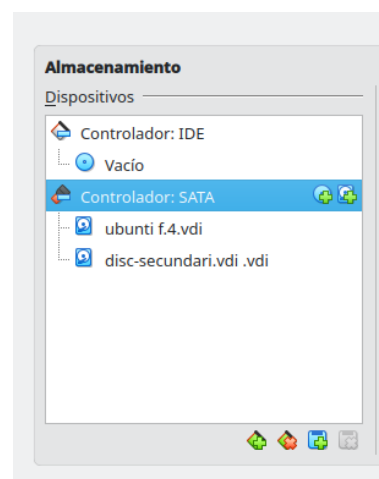 Almacenamiento
Dispositivos
Controlador: IDE
Vacío
Controlador: SATA
ubunti f.4.vdi
disc-secundari.vdi .vdi